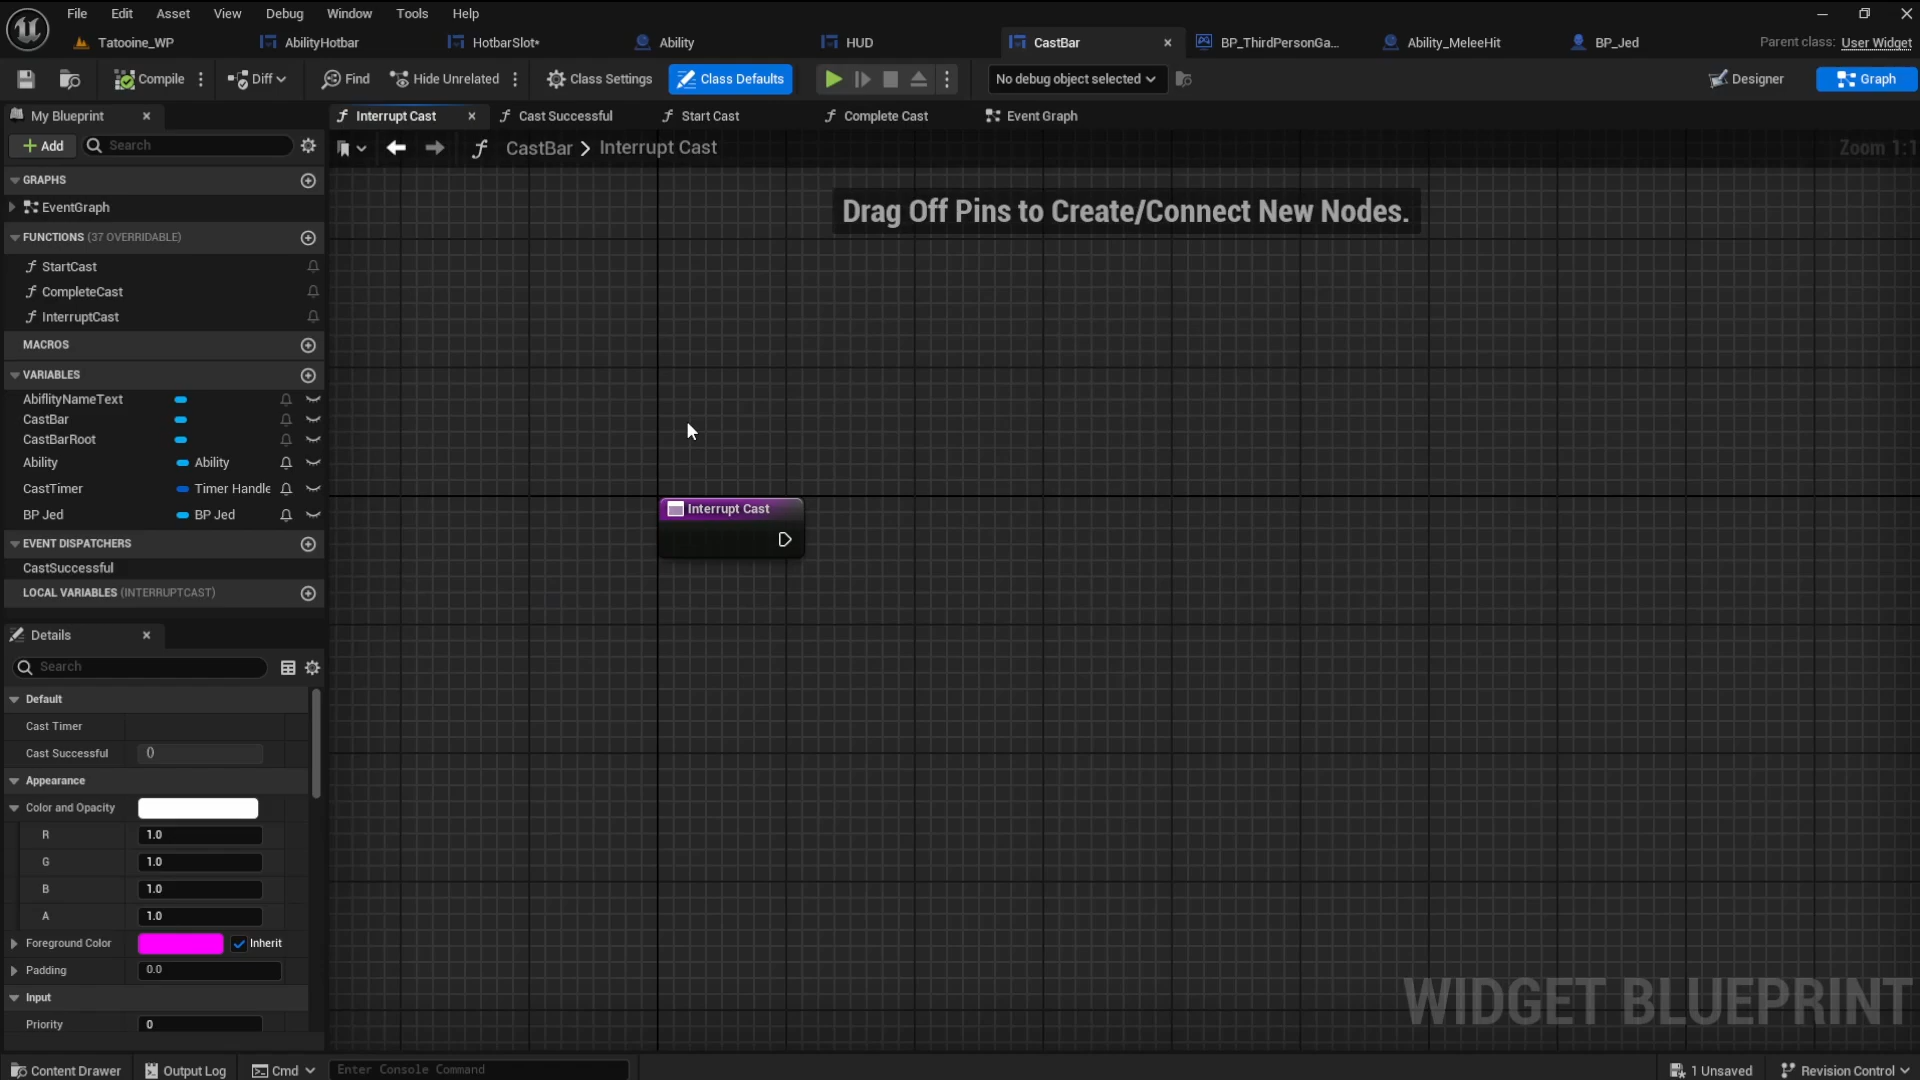 File Edit Asset View Debug Window Tools Help
Tatooine_WP AbilityHotbar HotbarSlot* Ability HUD CastBar BP_ThirdPersonGa... Ability_MeleeHit BP_Jed Parent class: User Widget
Compile Diff Find Hide Unrelated Class Settings Class Defaults No debug object selected Designer Graph
My Blueprint Interrupt Cast Cast Successful Start Cast Complete Cast Event Graph
Add Search CastBar > Interrupt Cast Zoom 1:1
GRAPHS
EventGraph
Drag Off Pins to Create/Connect New Nodes.
FUNCTIONS (37 OVERRIDABLE)
StartCast
CompleteCast
InterruptCast
MACROS
VARIABLES
AbiflityNameText
CastBar
CastBarRoot
Ability Ability
CastTimer Timer Handle
BP Jed BP Jed
Interrupt Cast
EVENT DISPATCHERS
CastSuccessful
LOCAL VARIABLES (INTERRUPTCAST)
Details
Search
Default
Cast Timer
Cast Successful ()
Appearance
Color and Opacity
R 1.0
G 1.0
B 1.0
A 1.0
Foreground Color Inherit
Padding 0.0
Input
Priority 0
WIDGET BLUEPRINT
Content Drawer Output Log Cmd Enter Console Command 1 Unsaved Revision Control